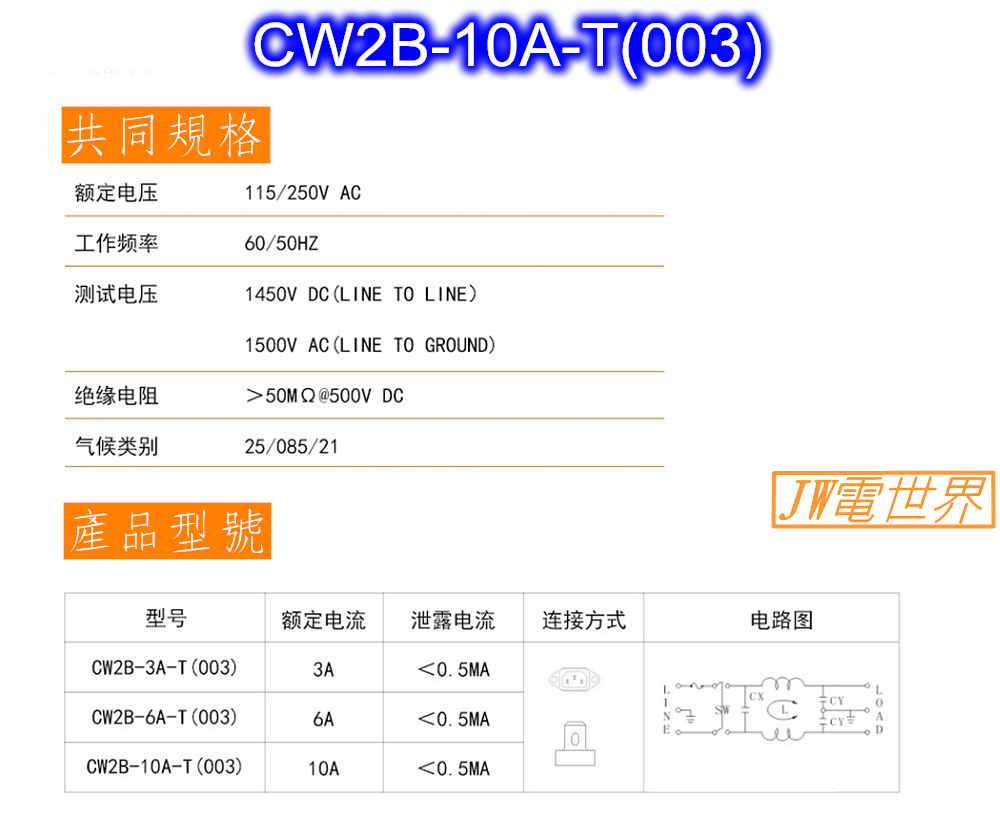 CW2B-10A-T(003)
共同規格
额定电压 115/250V AC
工作频率 60/50HZ
测试电压 1450V DC(LINE TO LINE)
1500V AC(LINE TO GROUND)
绝缘电阻 >50MΩ@500V DC
气候类别 25/085/21
JW電世界
產品型號
型号 额定电流 泄露电流 连接方式 电路图
CW2B-3A-T(003) 3A <0.5MA
CW2B-6A-T(003) 6A <0.5MA
CW2B-10A-T(003) 10A <0.5MA
LINE
SW
CX
L
CY
CY
LOAD